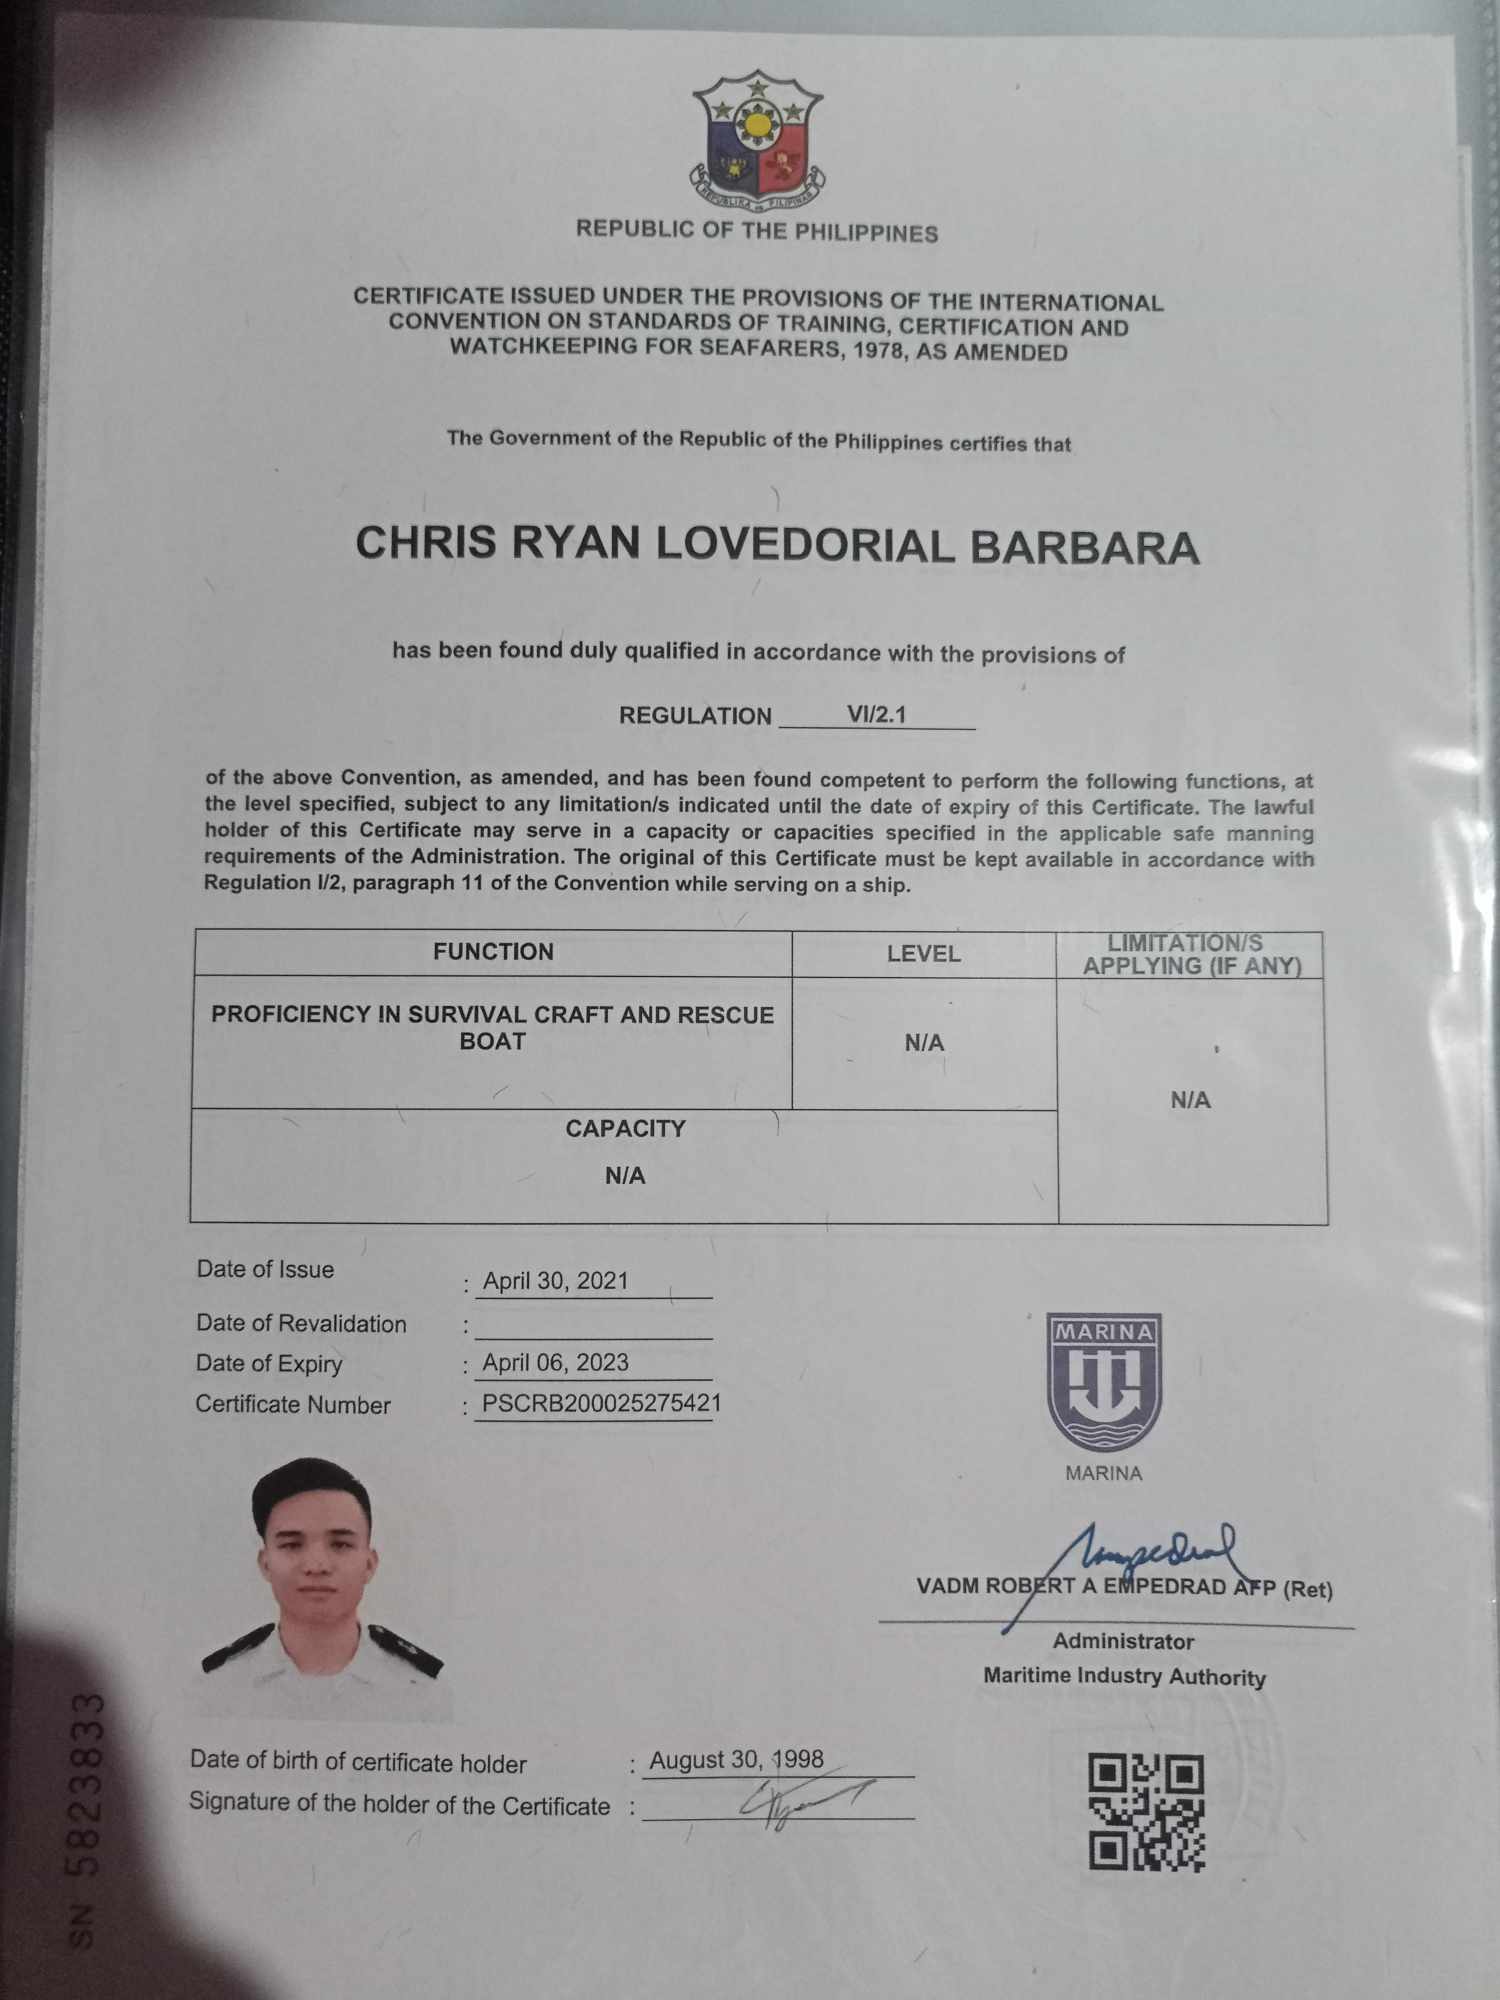 REPUBLIKA NG PILIPINAS
REPUBLIC OF THE PHILIPPINES
CERTIFICATE ISSUED UNDER THE PROVISIONS OF THE INTERNATIONAL
CONVENTION ON STANDARDS OF TRAINING, CERTIFICATION AND
WATCHKEEPING FOR SEAFARERS, 1978, AS AMENDED
The Government of the Republic of the Philippines certifies that
CHRIS RYAN LOVEDORIAL BARBARA
has been found duly qualified in accordance with the provisions of
REGULATION VI/2.1
of the above Convention, as amended, and has been found competent to perform the following functions, at
the level specified, subject to any limitation/s indicated until the date of expiry of this Certificate. The lawful
holder of this Certificate may serve in a capacity or capacities specified in the applicable safe manning
requirements of the Administration. The original of this Certificate must be kept available in accordance with
Regulation I/2, paragraph 11 of the Convention while serving on a ship.
FUNCTION LEVEL LIMITATION/S
APPLYING (IF ANY)
PROFICIENCY IN SURVIVAL CRAFT AND RESCUE
BOAT
N/A
N/A
CAPACITY
N/A
Date of Issue : April 30, 2021
Date of Revalidation :
Date of Expiry : April 06, 2023
Certificate Number : PSCRB200025275421
MARINA
MARINA
VADM ROBERT A EMPEDRAD AFP (Ret)
Administrator
Maritime Industry Authority
Date of birth of certificate holder : August 30, 1998
Signature of the holder of the Certificate :
SN 5823833